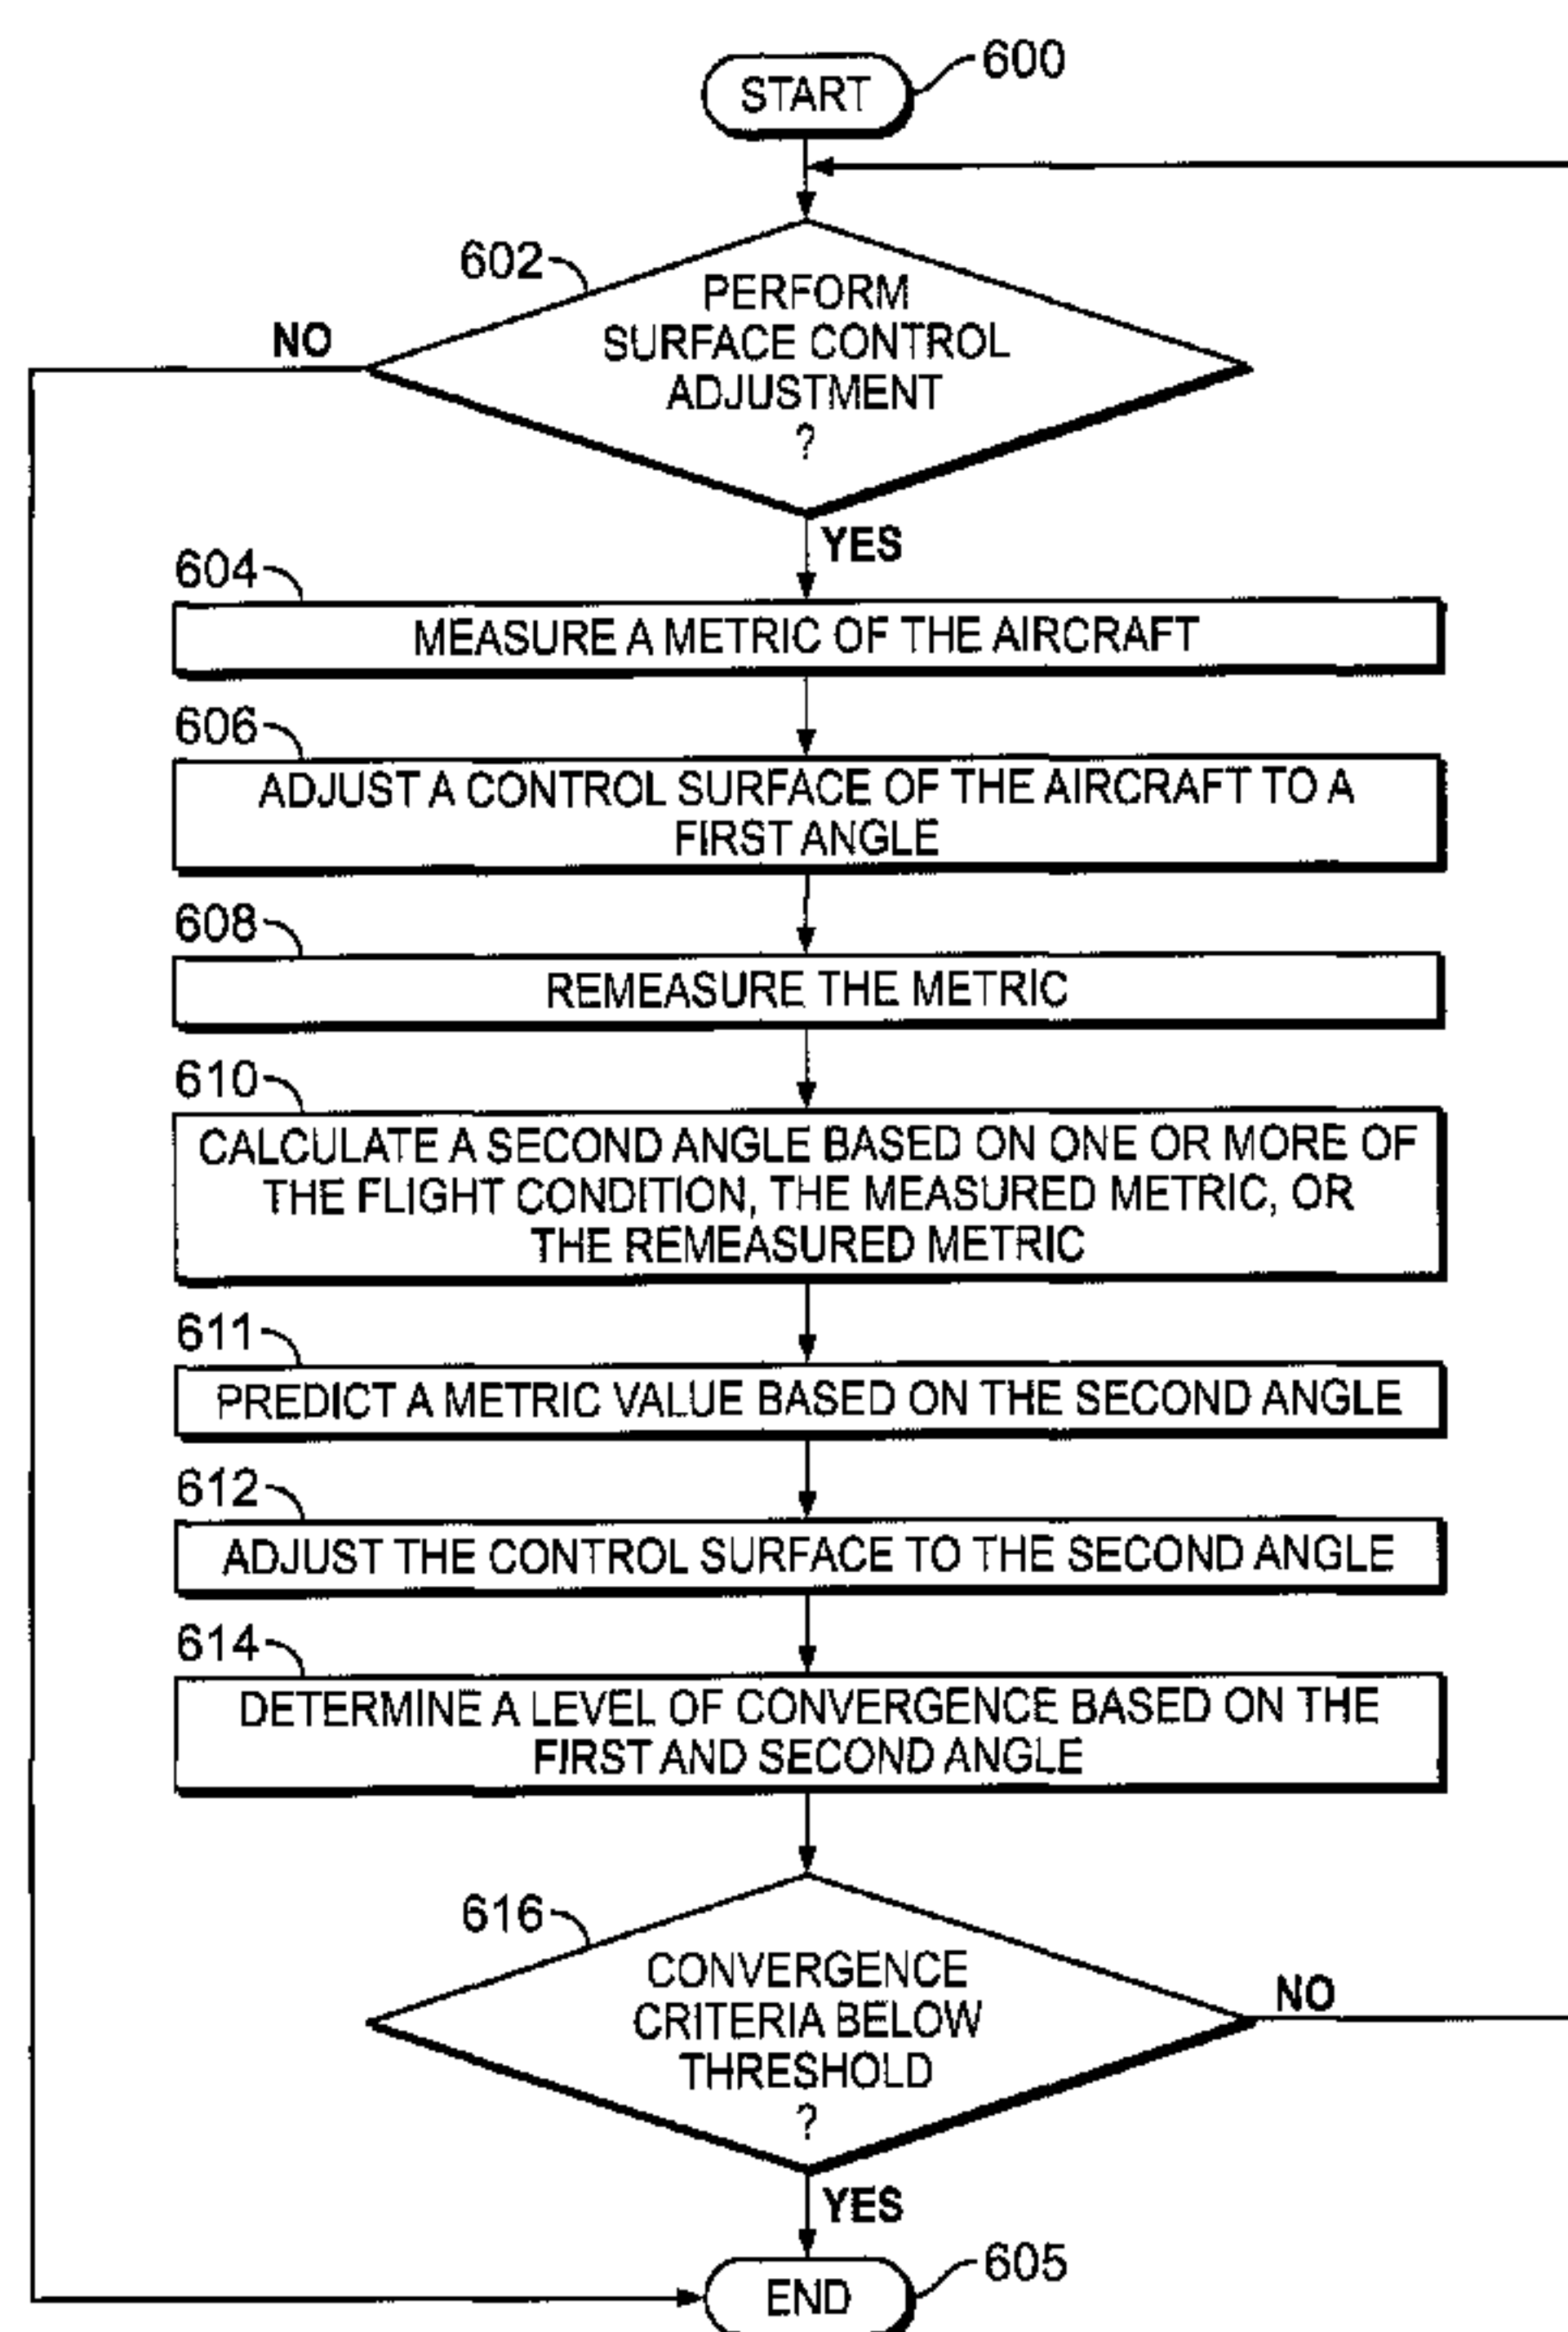 START
600
602
PERFORM
SURFACE CONTROL
ADJUSTMENT
?
NO
YES
604
MEASURE A METRIC OF THE AIRCRAFT
606
ADJUST A CONTROL SURFACE OF THE AIRCRAFT TO A
FIRST ANGLE
608
REMEASURE THE METRIC
610
CALCULATE A SECOND ANGLE BASED ON ONE OR MORE OF
THE FLIGHT CONDITION, THE MEASURED METRIC, OR
THE REMEASURED METRIC
611
PREDICT A METRIC VALUE BASED ON THE SECOND ANGLE
612
ADJUST THE CONTROL SURFACE TO THE SECOND ANGLE
614
DETERMINE A LEVEL OF CONVERGENCE BASED ON THE
FIRST AND SECOND ANGLE
616
CONVERGENCE
CRITERIA BELOW
THRESHOLD
?
NO
YES
END
605